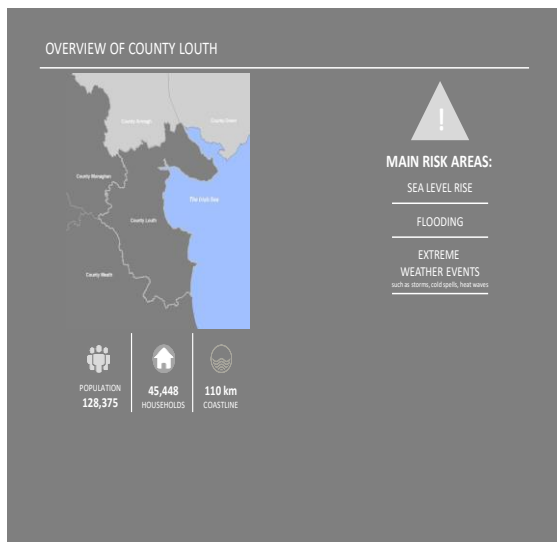 OVERVIEW OF COUNTY LOUTH
County Armagh
County Down
County Monaghan
The Irish Sea
County Louth
County Meath
!
MAIN RISK AREAS:
SEA LEVEL RISE
FLOODING
EXTREME
WEATHER EVENTS
such as storms, cold spells, heat waves
POPULATION
128,375
45,448
HOUSEHOLDS
110 km
COASTLINE